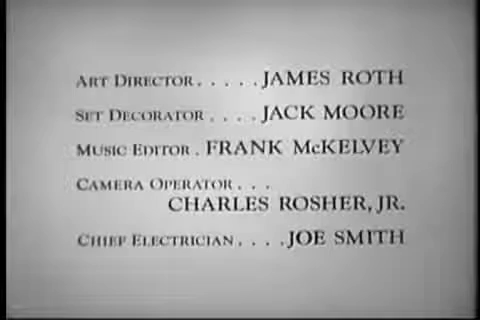 ART DIRECTOR . . . . . JAMES ROTH
SET DECORATOR . . . . JACK MOORE
MUSIC EDITOR . FRANK McKELVEY
CAMERA OPERATOR . . .
CHARLES ROSHER, JR.
CHIEF ELECTRICIAN . . . . JOE SMITH